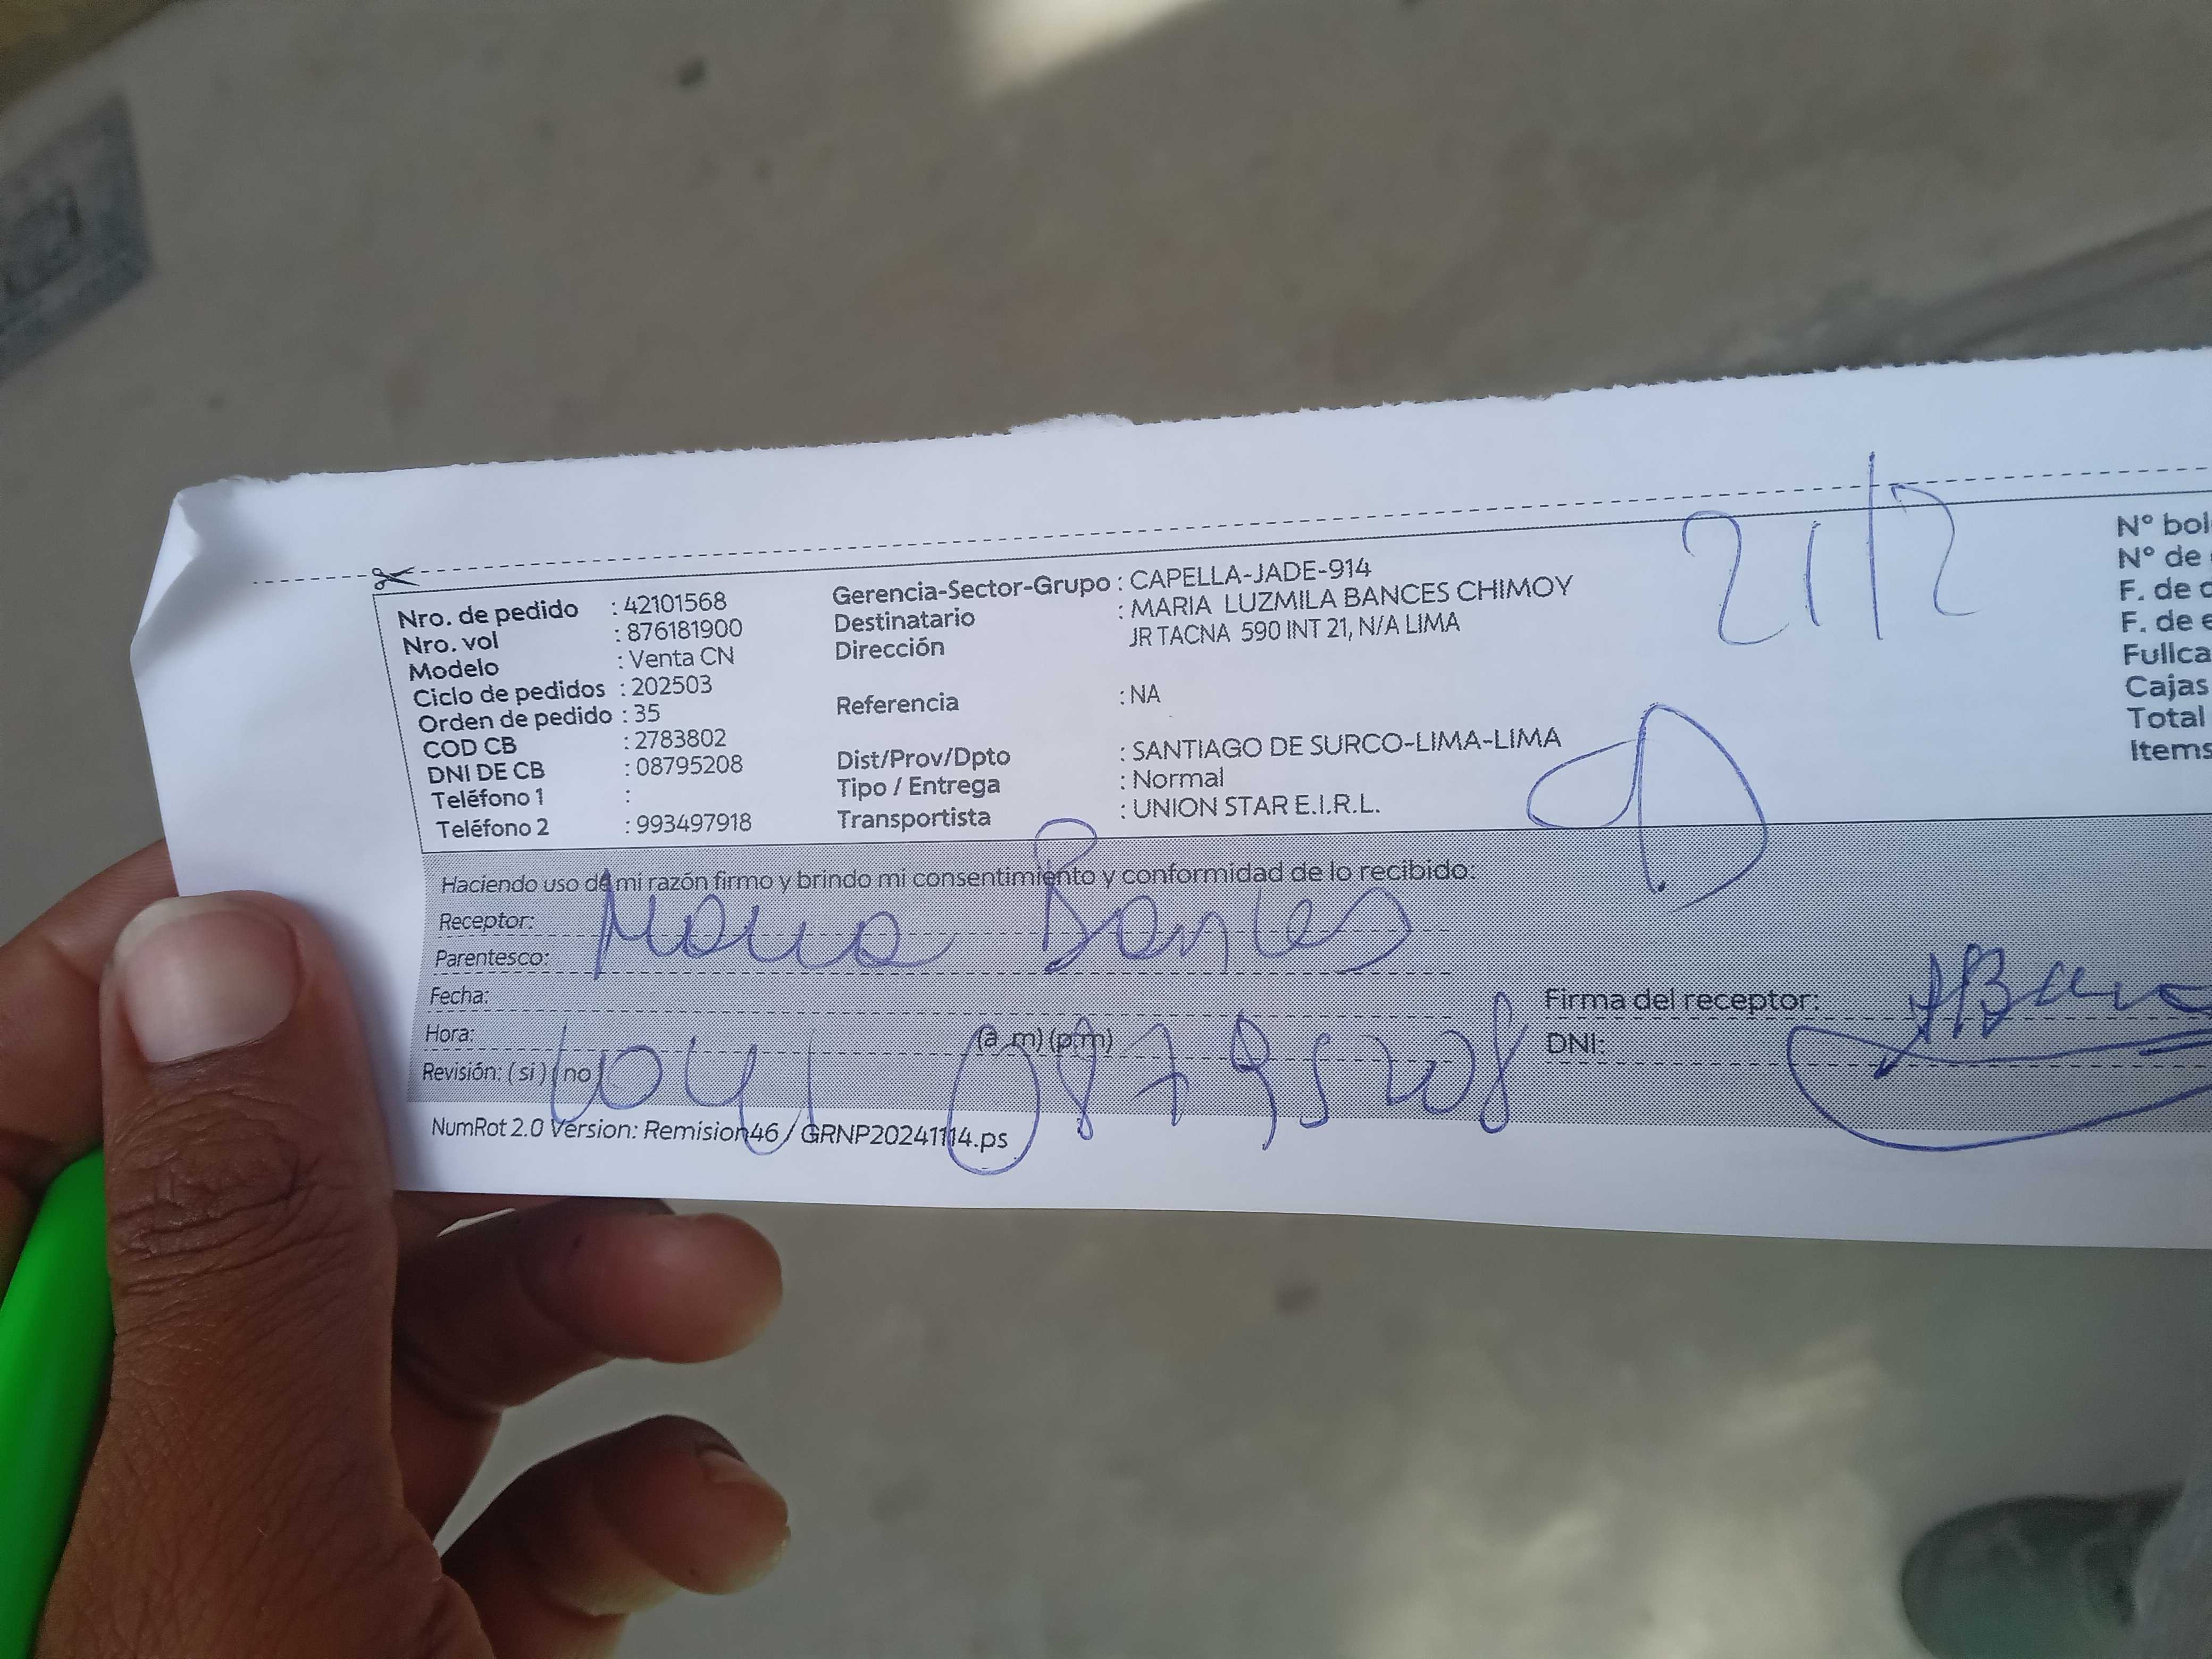 Nro. de pedido : 42101568
Nro. vol : 876181900
Modelo : Venta CN
Ciclo de pedidos : 202503
Orden de pedido : 35
COD CB : 2783802
DNI DE CB : 08795208
Teléfono 1 :
Teléfono 2 : 993497918
Gerencia-Sector-Grupo : CAPELLA-JADE-914
Destinatario : MARIA LUZMILA BANCES CHIMOY
Dirección JR TACNA 590 INT 21, N/A LIMA
Referencia : NA
Dist/Prov/Dpto : SANTIAGO DE SURCO-LIMA-LIMA
Tipo / Entrega : Normal
Transportista : UNION STAR E.I.R.L.
21/2
N° bol
N° de
F. de
F. de
Fullca
Cajas
Total
Items
Haciendo uso de mi razón firmo y brindo mi consentimiento y conformidad de lo recibido:
Receptor: Maria Bances
Parentesco:
Fecha:
Hora: (a.m) (p.m)
Revisión: ( si ) ( no )
08795208
Firma del receptor:
DNI:
NumRot 2.0 Version: Remision46 / GRNP20241114.ps